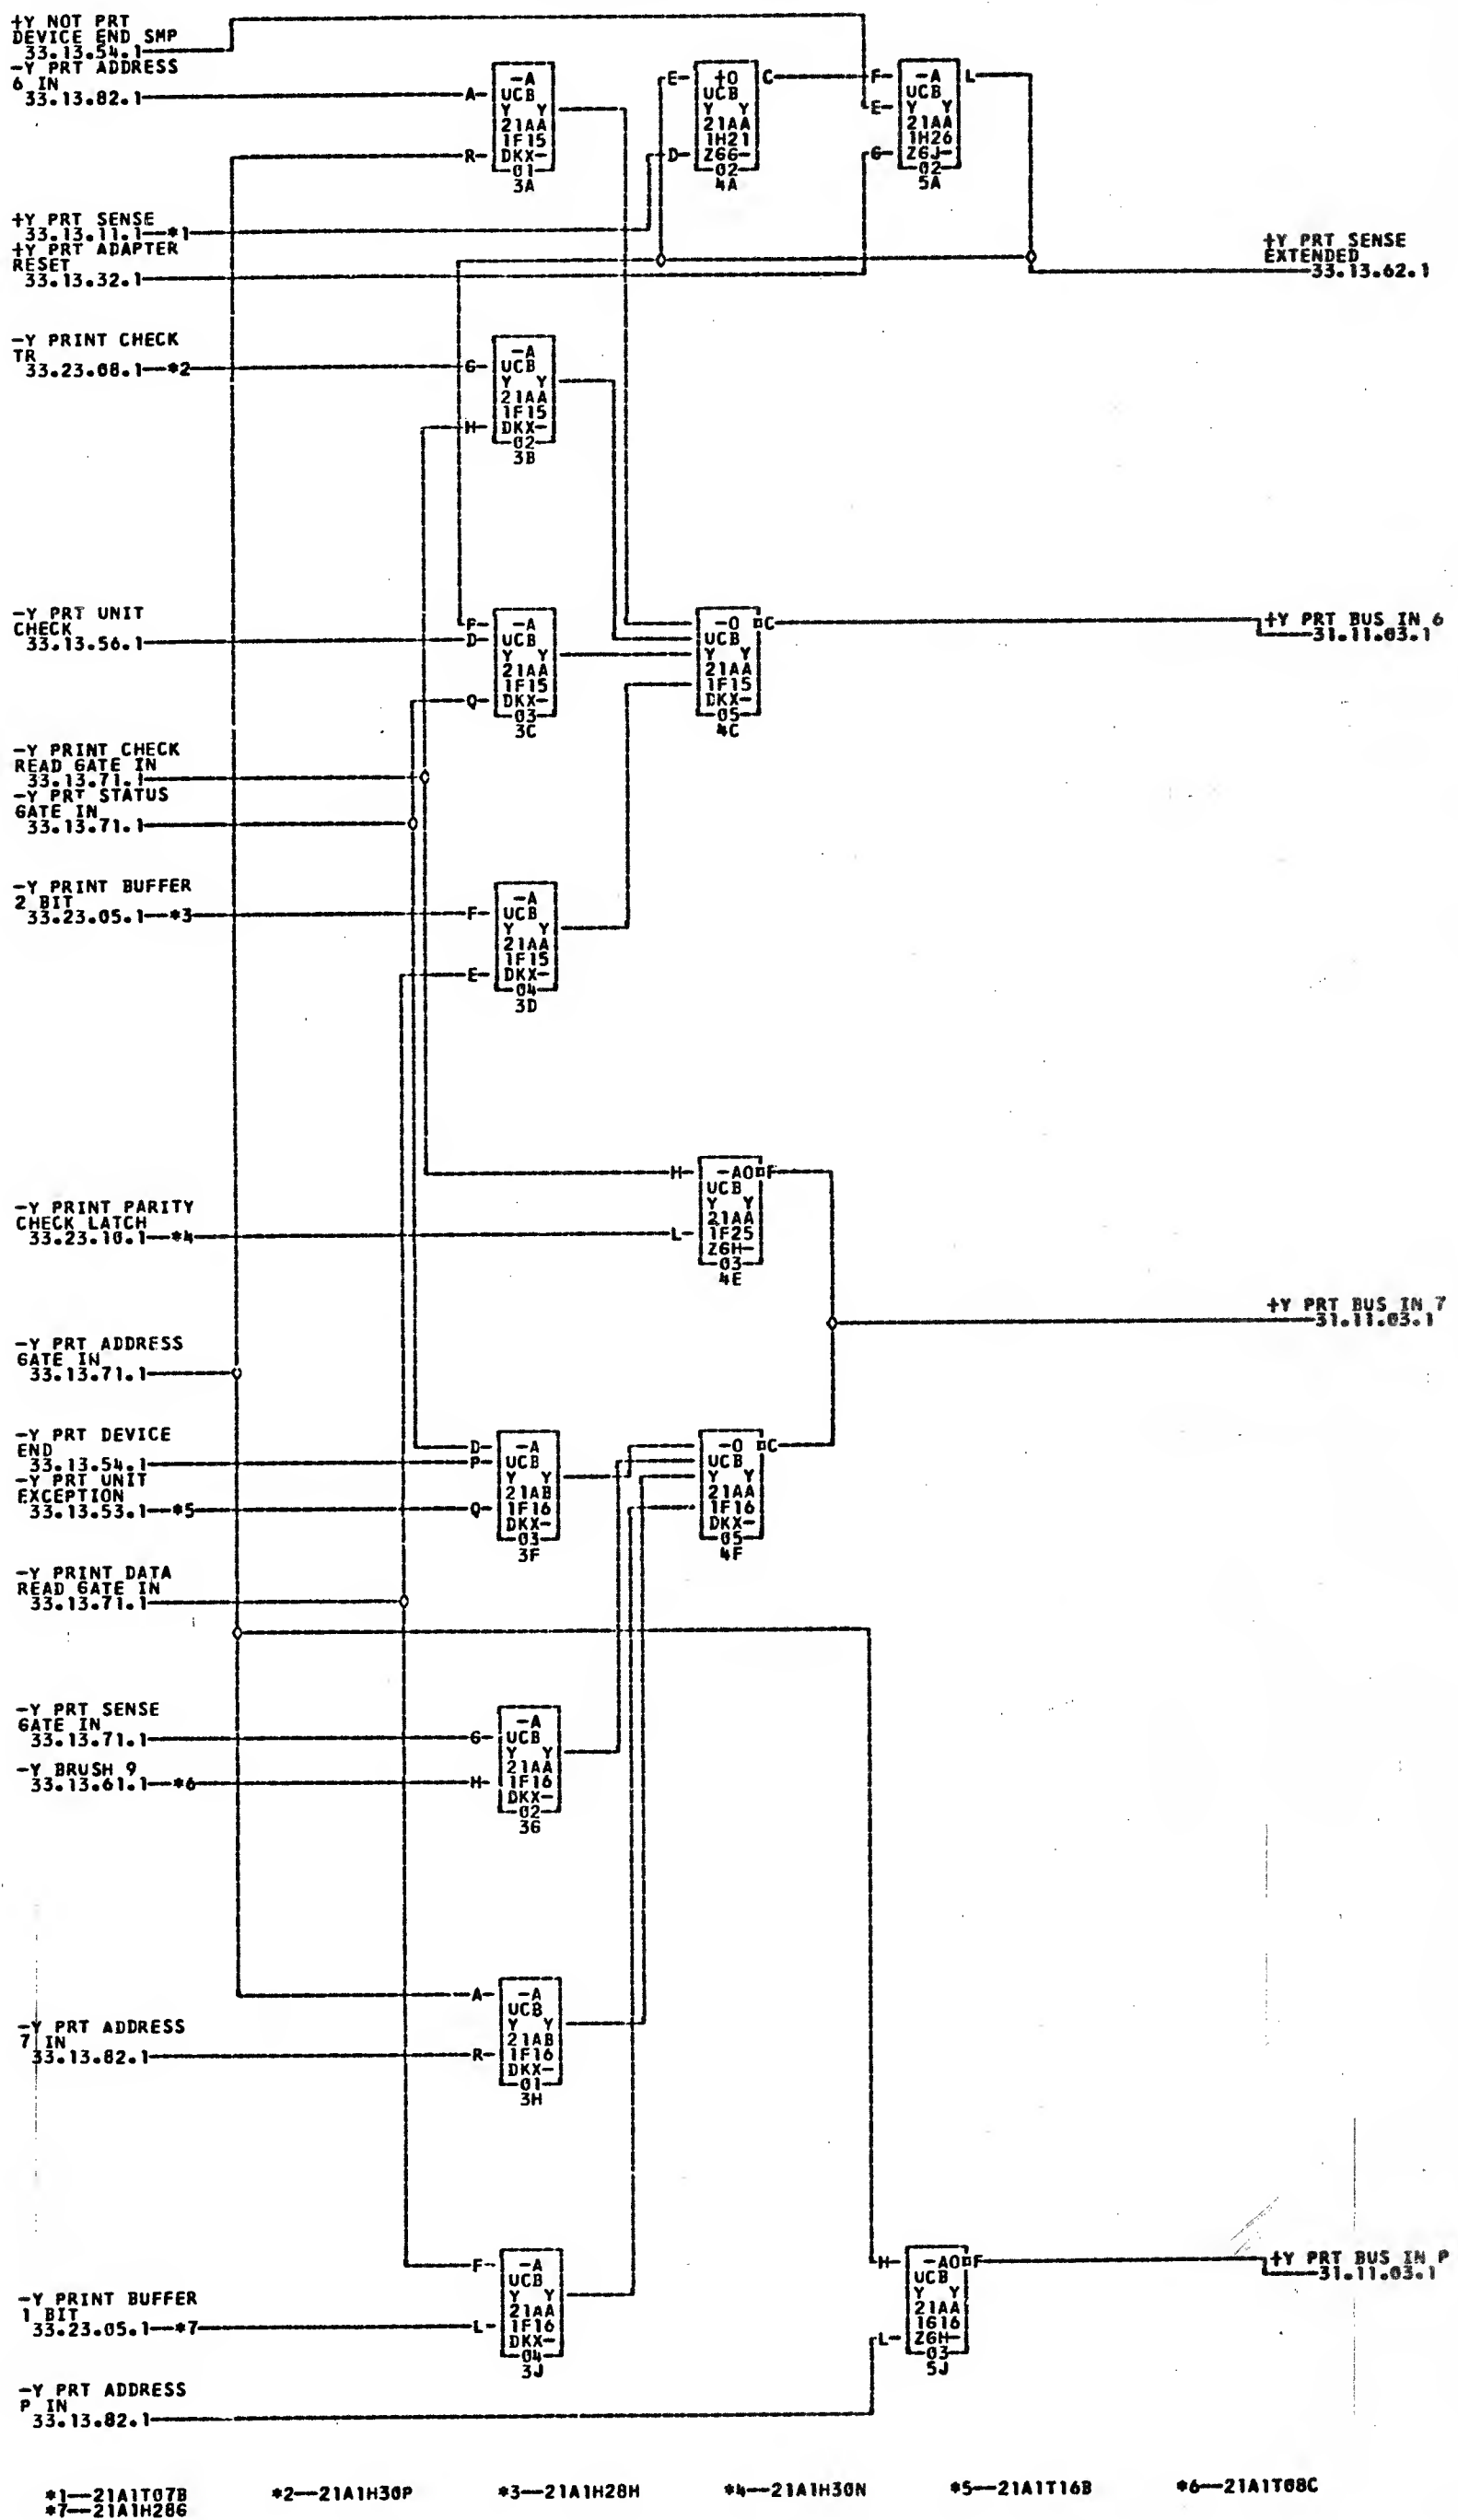 +Y NOT PRT
DEVICE END SMP
33.13.54.1
-Y PRT ADDRESS
6 IN
33.13.82.1
A
R
-A
UCB
Y Y
21AA
1F15
DKX-
01
3A
E
D
+O C
UCB
Y Y
21AA
1H21
Z66-
02
4A
F
E
G
-A L
UCB
Y Y
21AA
1H26
Z6J-
02
5A
+Y PRT SENSE
33.13.11.1—*1
+Y PRT ADAPTER
RESET
33.13.32.1
+Y PRT SENSE
EXTENDED
33.13.62.1
-Y PRINT CHECK
TR
33.23.08.1—*2
G
H
-A
UCB
Y Y
21AA
1F15
DKX-
02
3B
-Y PRT UNIT
CHECK
33.13.56.1
F
D
Q
-A
UCB
Y Y
21AA
1F15
DKX-
03
3C
-O C
UCB
Y Y
21AA
1F15
DKX-
05
4C
+Y PRT BUS IN 6
31.11.03.1
-Y PRINT CHECK
READ GATE IN
33.13.71.1
-Y PRT STATUS
GATE IN
33.13.71.1
-Y PRINT BUFFER
2 BIT
33.23.05.1—*3
F
E
-A
UCB
Y Y
21AA
1F15
DKX-
04
3D
H
L
-AO F
UCB
Y Y
21AA
1F25
Z6H-
03
4E
-Y PRINT PARITY
CHECK LATCH
33.23.10.1—*4
+Y PRT BUS IN 7
31.11.03.1
-Y PRT ADDRESS
GATE IN
33.13.71.1
-Y PRT DEVICE
END
33.13.54.1
-Y PRT UNIT
EXCEPTION
33.13.53.1—*5
D
P
Q
-A
UCB
Y Y
21AB
1F16
DKX-
03
3F
-O C
UCB
Y Y
21AA
1F16
DKX-
05
4F
-Y PRINT DATA
READ GATE IN
33.13.71.1
-Y PRT SENSE
GATE IN
33.13.71.1
-Y BRUSH 9
33.13.61.1—*6
G
H
-A
UCB
Y Y
21AA
1F16
DKX-
02
3G
A
R
-A
UCB
Y Y
21AB
1F16
DKX-
01
3H
-Y PRT ADDRESS
7 IN
33.13.82.1
F
L
-A
UCB
Y Y
21AA
1F16
DKX-
04
3J
H
L
-AO F
UCB
Y Y
21AA
1G16
Z6H-
03
5J
+Y PRT BUS IN P
31.11.03.1
-Y PRINT BUFFER
1 BIT
33.23.05.1—*7
-Y PRT ADDRESS
P IN
33.13.82.1
*1—21A1T07B *2—21A1H30P *3—21A1H28H *4—21A1H30N *5—21A1T16B *6—21A1T08C
*7—21A1H28G